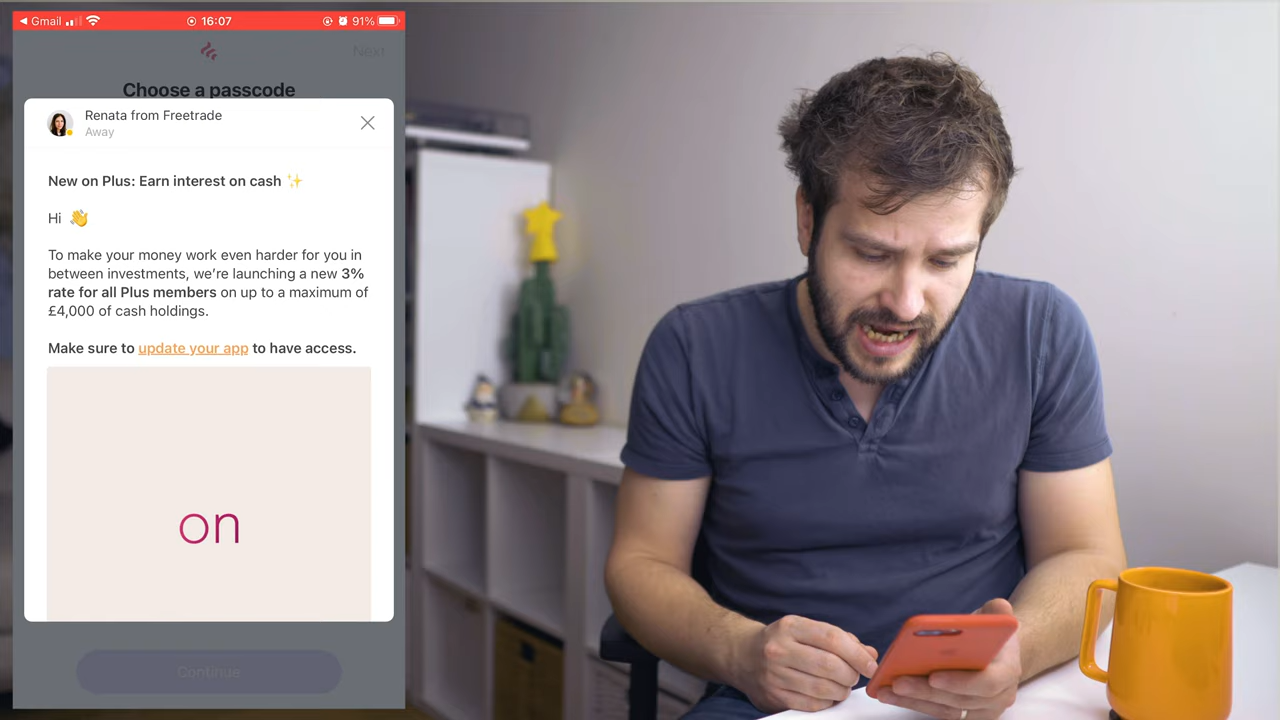 Gmail 16:07 91%
Next
Choose a passcode
Renata from Freetrade
Away
New on Plus: Earn interest on cash ✨
Hi 👋
To make your money work even harder for you in
between investments, we’re launching a new 3%
rate for all Plus members on up to a maximum of
£4,000 of cash holdings.
Make sure to update your app to have access.
on
Continue